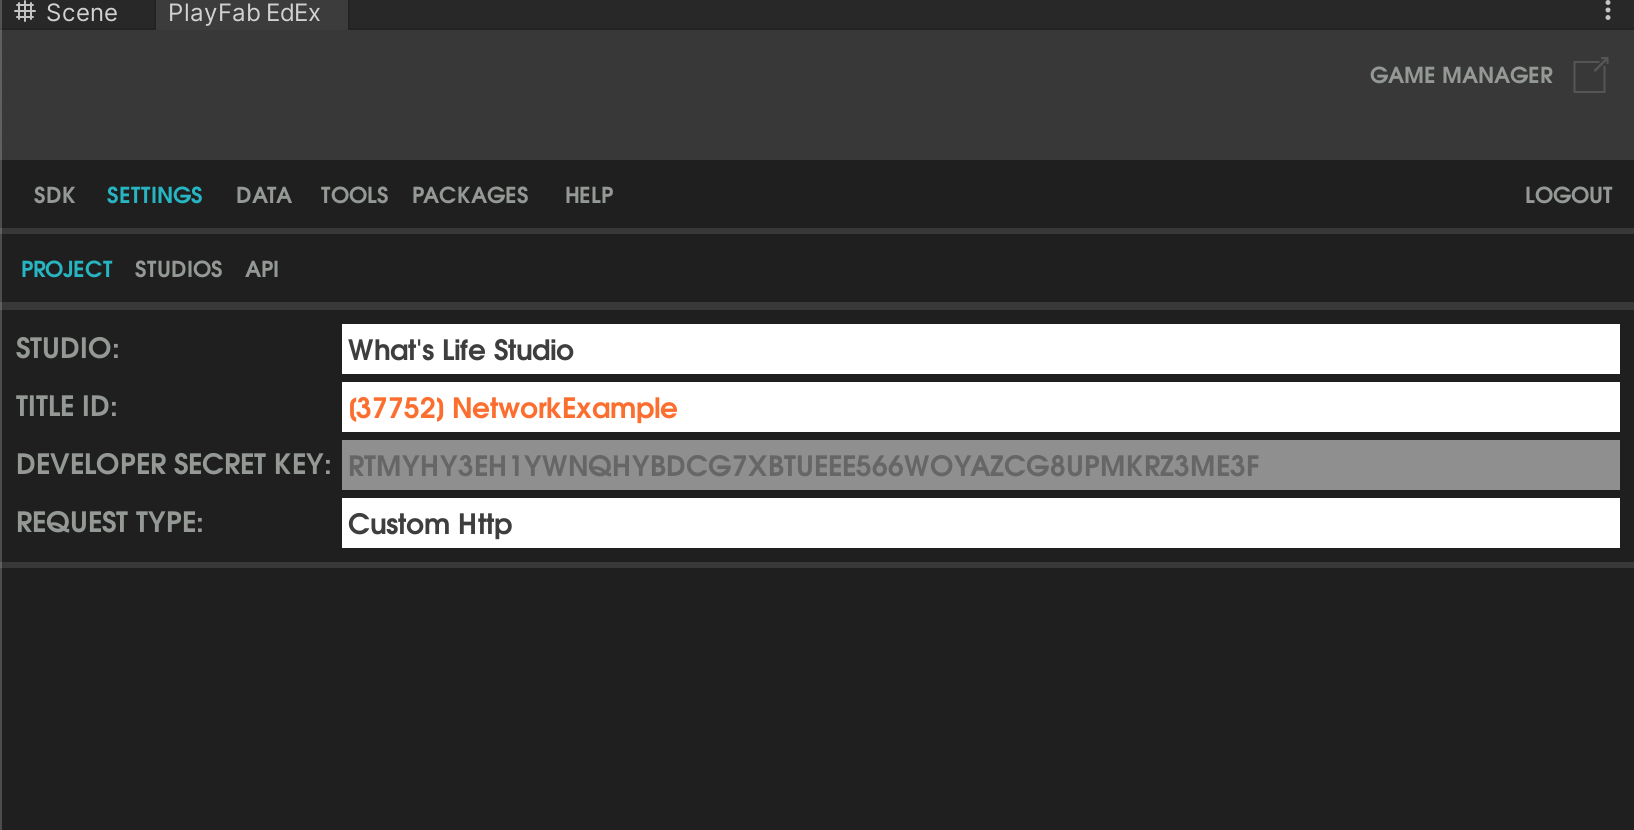 Scene PlayFab EdEx
GAME MANAGER
SDK SETTINGS DATA TOOLS PACKAGES HELP LOGOUT
PROJECT STUDIOS API
STUDIO: What's Life Studio
TITLE ID: (37752) NetworkExample
DEVELOPER SECRET KEY: RTMYHY3EH1YWNQHYBDCG7XBTUEEE566WOYAZCG8UPMKRZ3ME3F
REQUEST TYPE: Custom Http